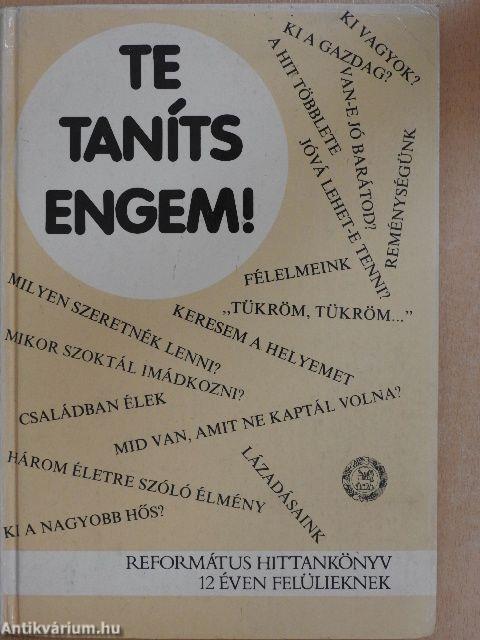 TE
TANÍTS
ENGEM!
KI VAGYOK?
KI A GAZDAG?
A HIT TÖBBLETE
VAN-E JÓ BARÁTOD?
JÓVÁ LEHET-E TENNI?
REMÉNYSÉGÜNK
FÉLELMEINK
„TÜKRÖM, TÜKRÖM..."
MILYEN SZERETNÉK LENNI?
KERESEM A HELYEMET
MIKOR SZOKTÁL IMÁDKOZNI?
CSALÁDBAN ÉLEK
MID VAN, AMIT NE KAPTÁL VOLNA?
HÁROM ÉLETRE SZÓLÓ ÉLMÉNY
LÁZADÁSAINK
KI A NAGYOBB HŐS?
REFORMÁTUS HITTANKÖNYV
12 ÉVEN FELÜLIEKNEK
Antikvárium.hu